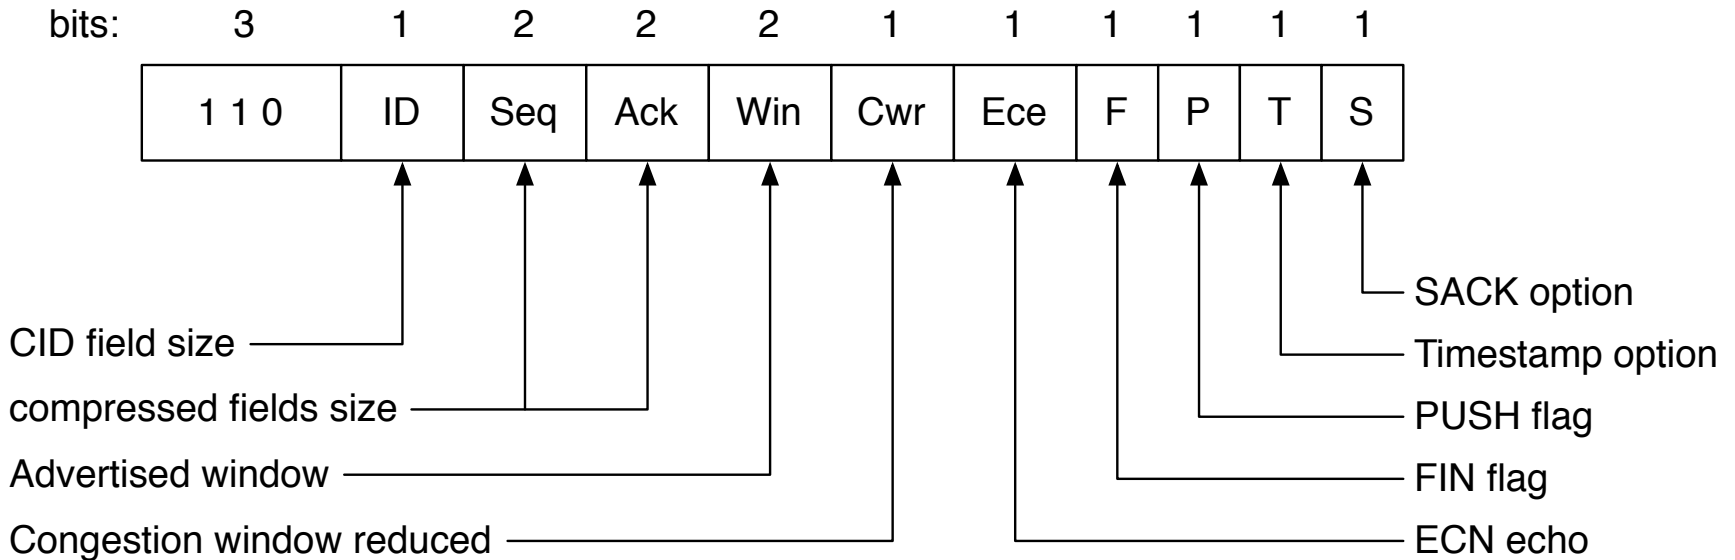 bits: 3 1 2 2 2 1 1 1 1 1 1
1 1 0 ID Seq Ack Win Cwr Ece F P T S
SACK option
CID field size
Timestamp option
compressed fields size
PUSH flag
Advertised window
FIN flag
Congestion window reduced
ECN echo